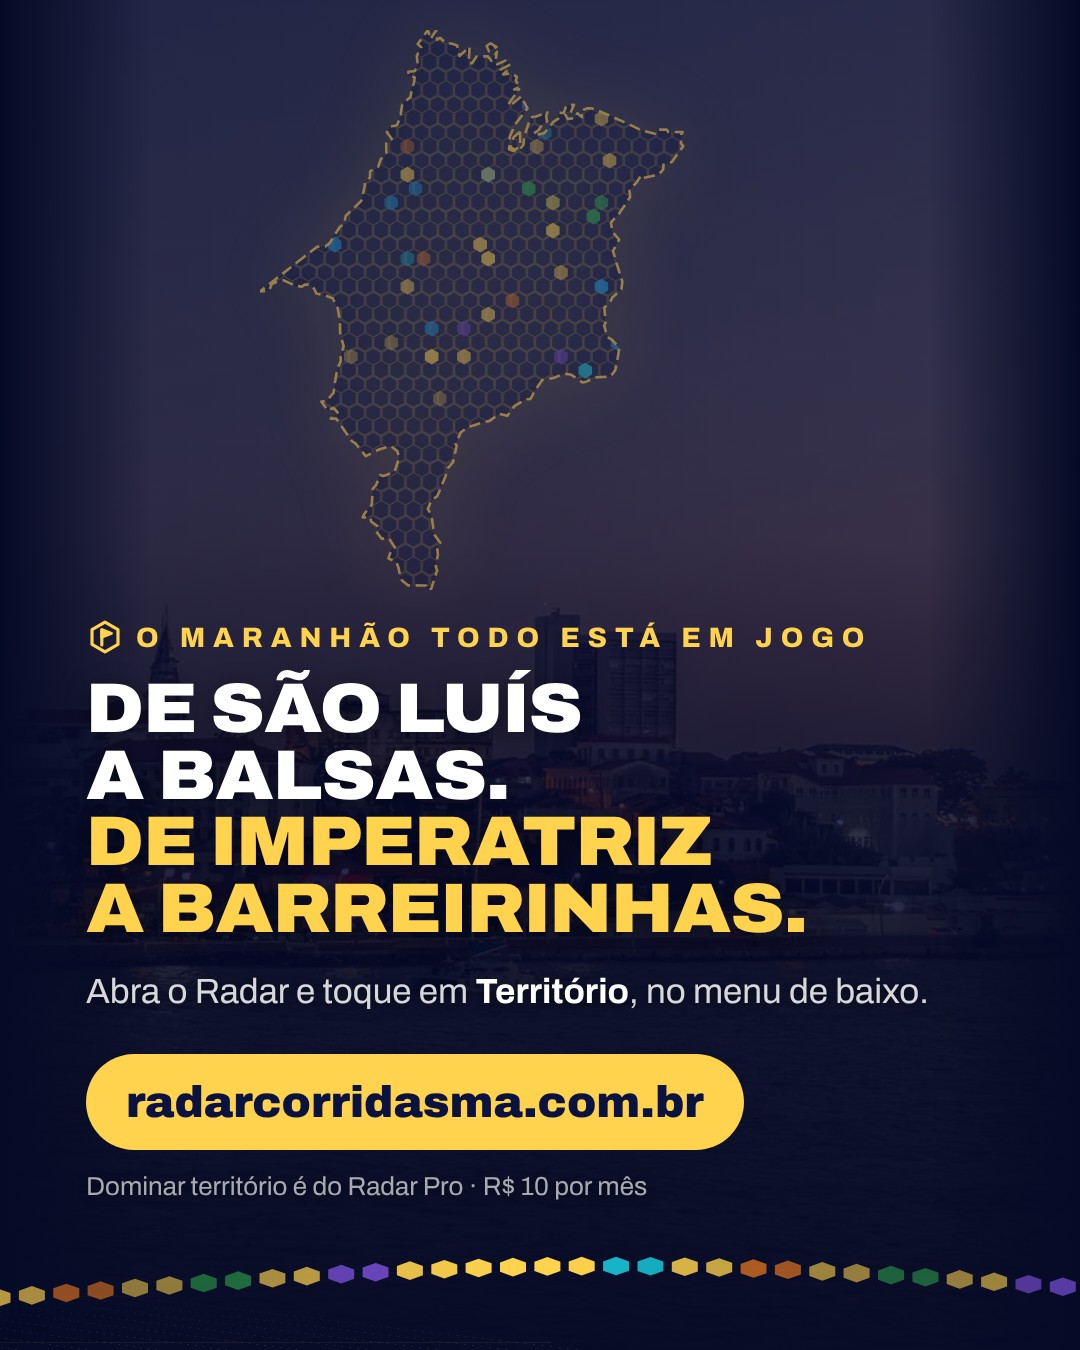 O MARANHÃO TODO ESTÁ EM JOGO
DE SÃO LUÍS
A BALSAS.
DE IMPERATRIZ
A BARREIRINHAS.
Abra o Radar e toque em Território, no menu de baixo.
radarcorridasma.com.br
Dominar território é do Radar Pro · R$ 10 por mês